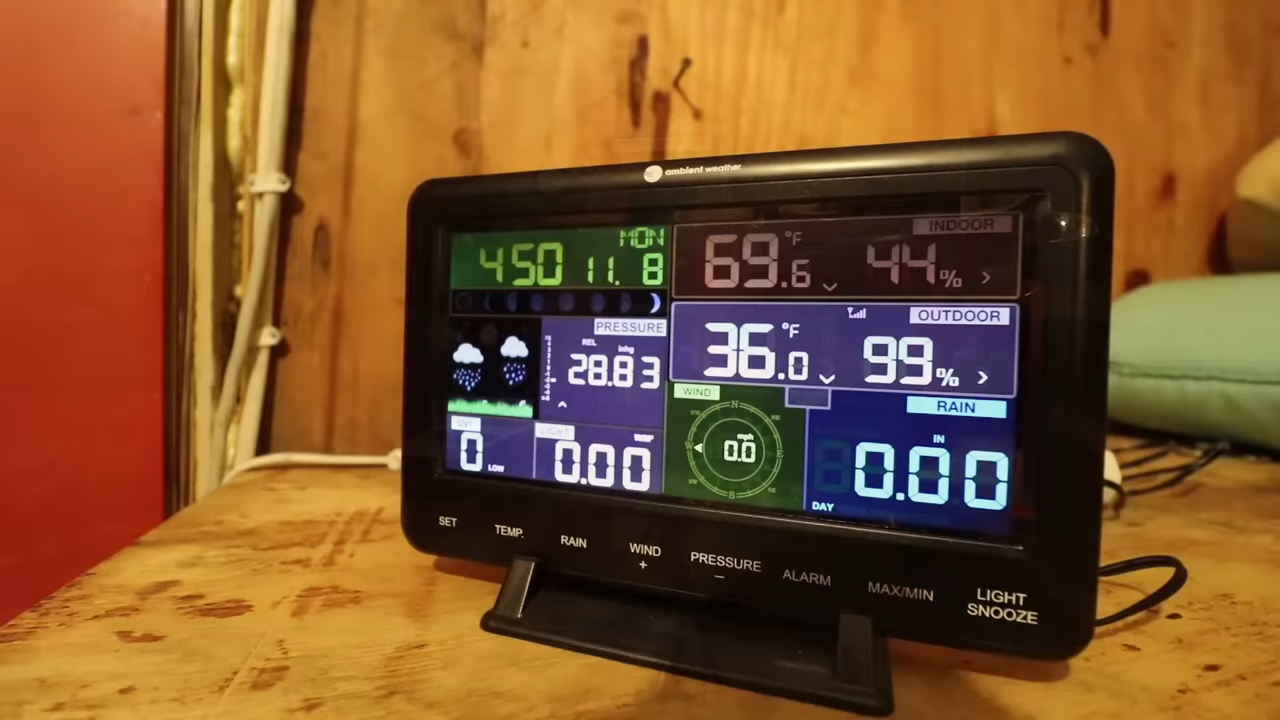 ambient weather
MON
450 11. 8
INDOOR
69.6 °F 44%
PRESSURE
REL inhg
28.83
OUTDOOR
36.0 °F 99%
WIND
N
mph
0.0
E
S
RAIN
IN
0.00
DAY
UVI
0 LOW
LIGHT
0.00
SET
TEMP.
RAIN
WIND
+
PRESSURE
−
ALARM
MAX/MIN
LIGHT
SNOOZE